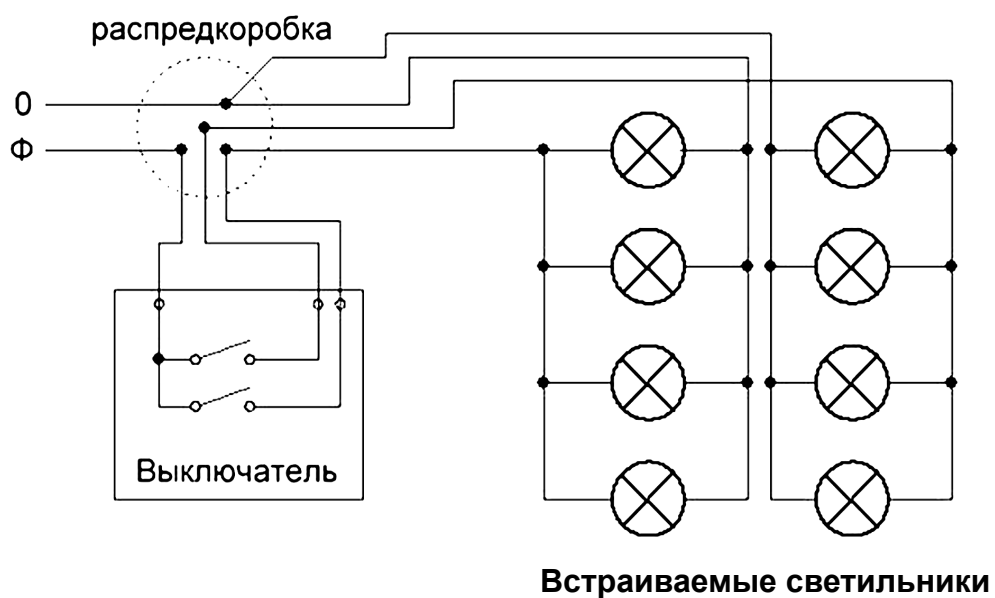 распредкоробка
0
Ф
Выключатель
Встраиваемые светильники